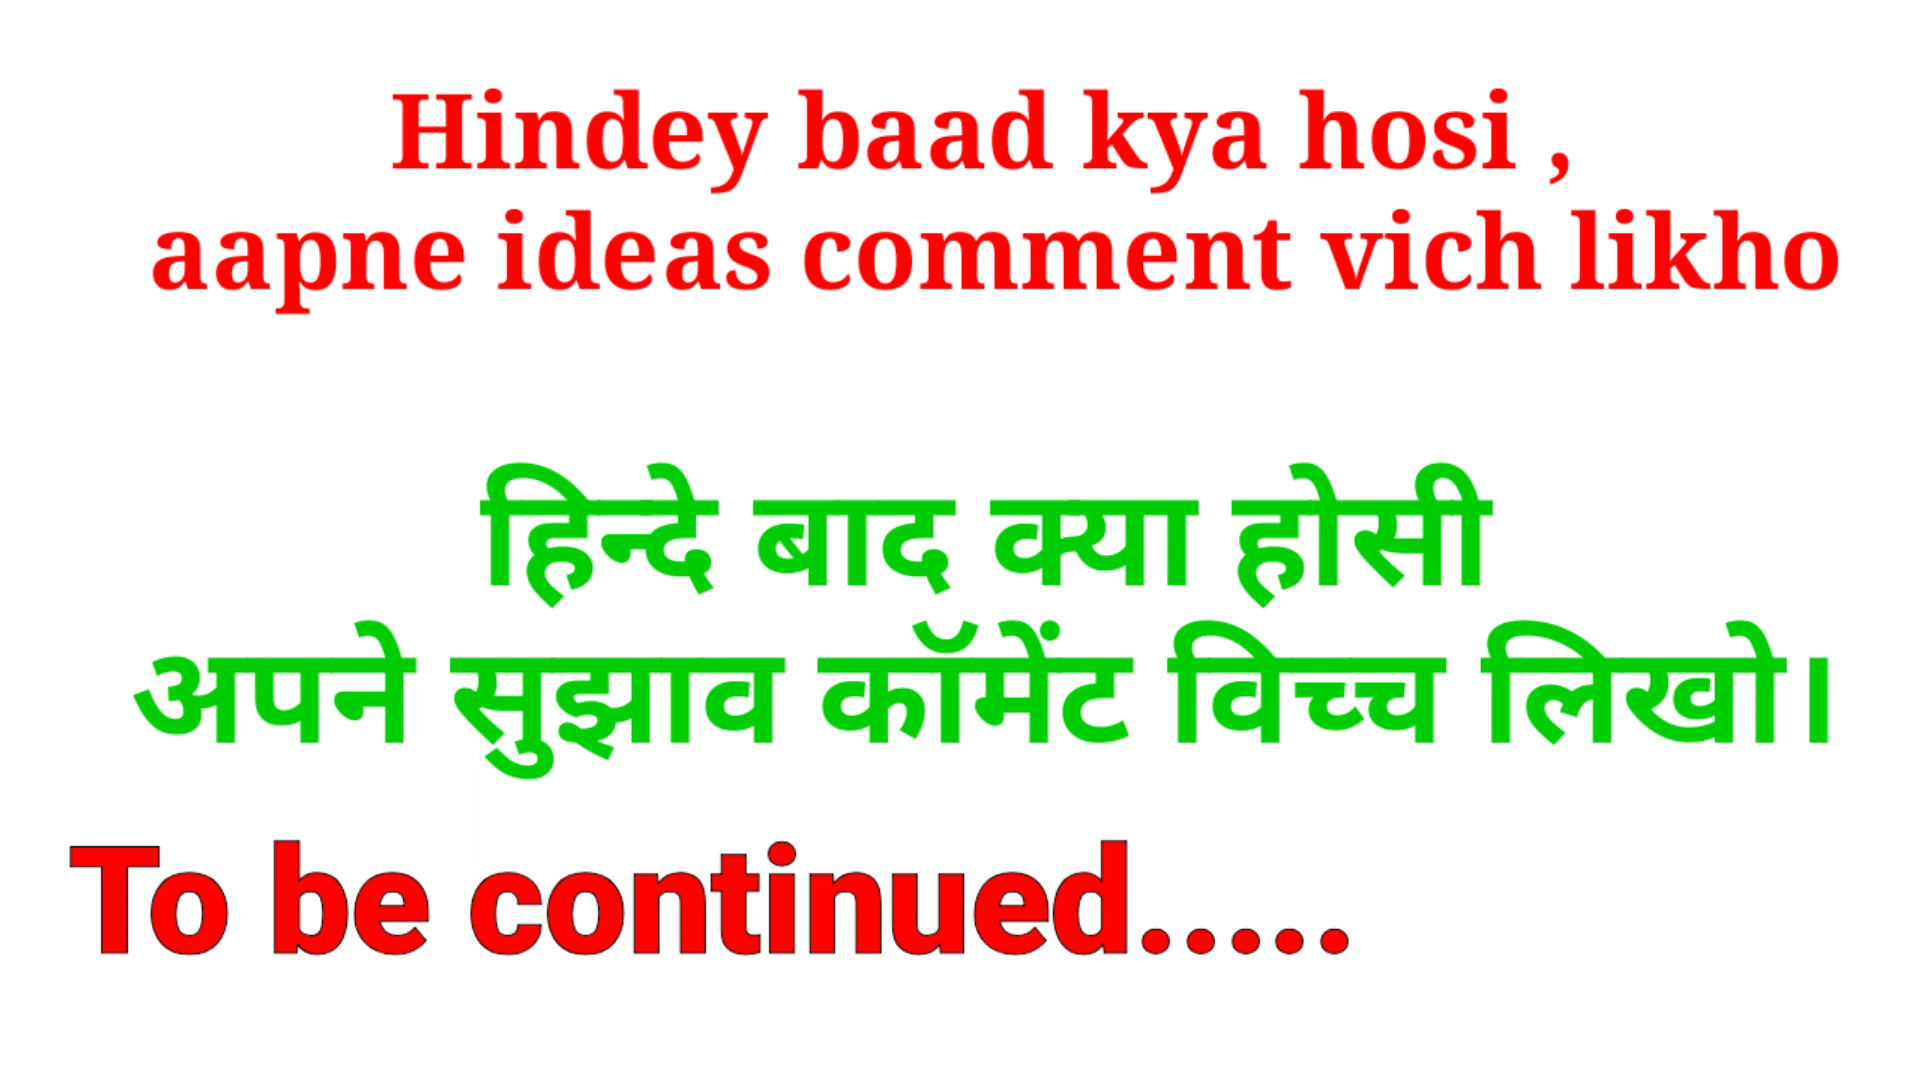 Hindey baad kya hosi ,
aapne ideas comment vich likho
हिन्दे बाद क्या होसी
अपने सुझाव कॉमेंट विच्च लिखो।
To be continued.....